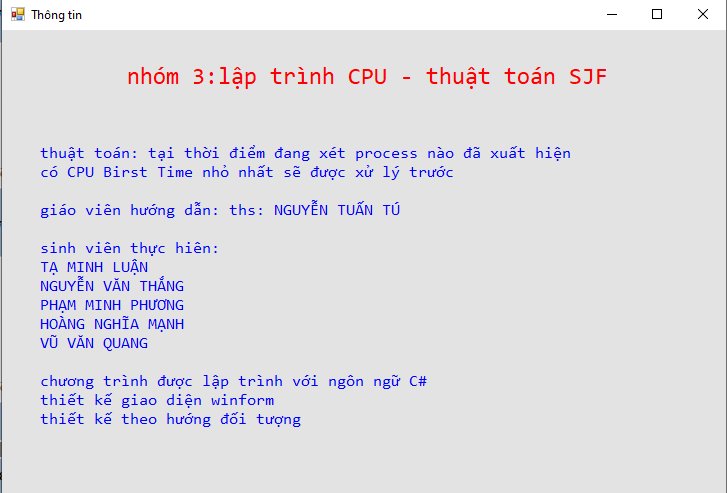 Thông tin
nhóm 3:lập trình CPU - thuật toán SJF
thuật toán: tại thời điểm đang xét process nào đã xuất hiện
có CPU Birst Time nhỏ nhất sẽ được xử lý trước
giáo viên hướng dẫn: ths: NGUYỄN TUẤN TÚ
sinh viên thực hiên:
TẠ MINH LUẬN
NGUYỄN VĂN THẮNG
PHẠM MINH PHƯƠNG
HOÀNG NGHĨA MẠNH
VŨ VĂN QUANG
chương trình được lập trình với ngôn ngữ C#
thiết kế giao diện winform
thiết kế theo hướng đối tượng